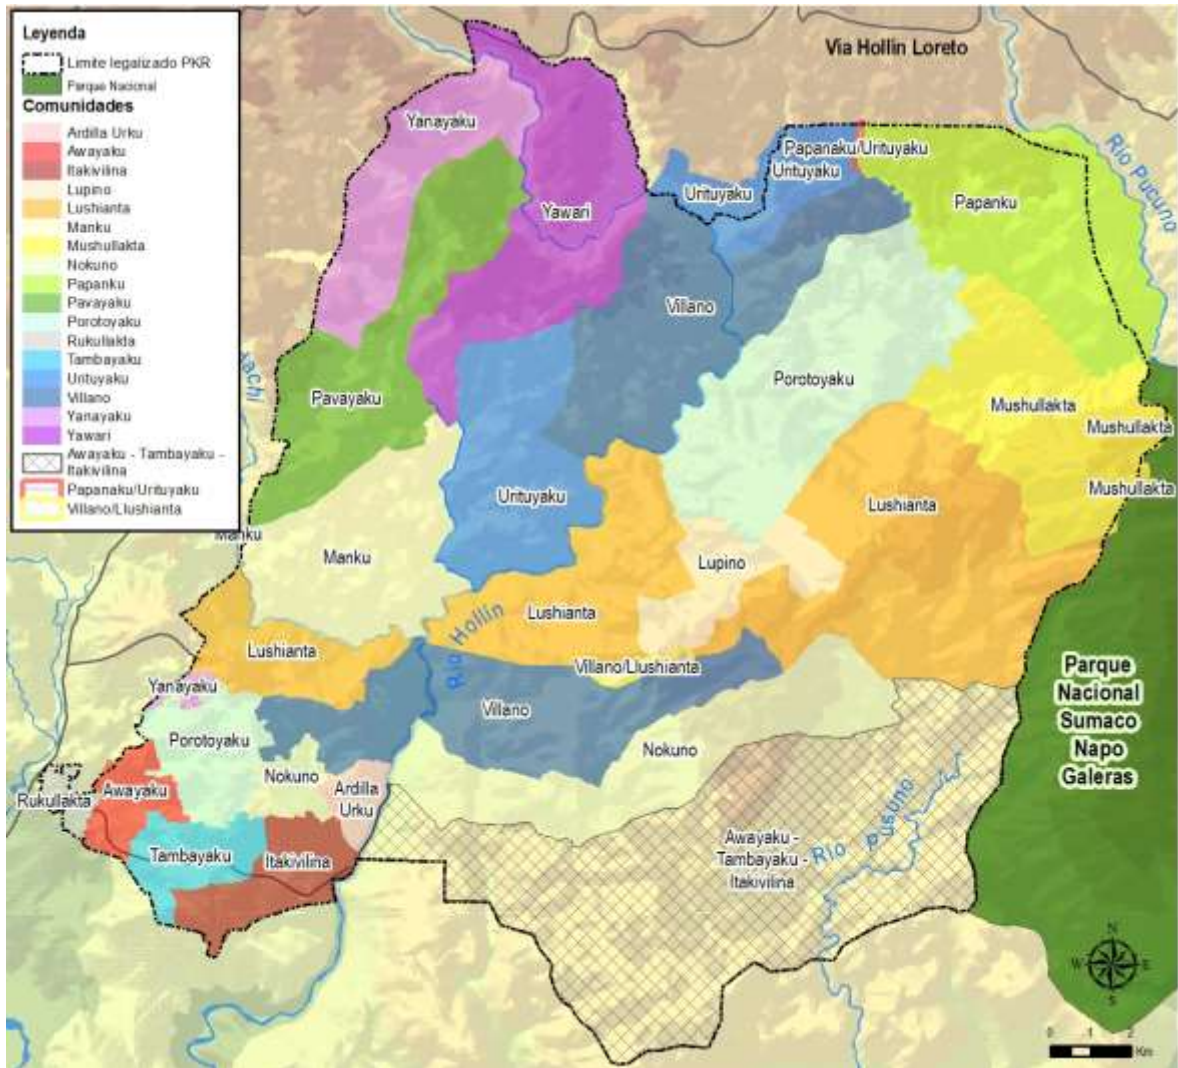 Leyenda
Limite legalizado PKR
Parque Nacional
Comunidades
Ardilla Urku
Awayaku
Itakivilina
Lupino
Lushianta
Manku
Mushullakta
Nokuno
Papanku
Pavayaku
Porotoyaku
Rukullakta
Tambayaku
Urituyaku
Villano
Yanayaku
Yawari
Awayaku - Tambayaku -
Itakivilina
Papanaku/Urituyaku
Villano/Llushianta
Via Hollin Loreto
Yanayaku
Papanaku/Urituyaku
Urituyaku
Urituyaku
Rio Pucuno
Yawari
Papanku
Villano
Porotoyaku
Pavayaku
Mushullakta
Mushullakta
Mushullakta
Urituyaku
Lushianta
Manku
Manku
Lupino
Lushianta
Rio Hollin
Lushianta
Villano/Llushianta
Yanayaku
Villano
Porotoyaku
Nokuno
Nokuno
Ardilla
Urku
Rukullakta
Awayaku
Tambayaku
Itakivilina
Awayaku -
Tambayaku -
Itakivilina
Rio Pusuno
Parque
Nacional
Sumaco
Napo
Galeras
N
W
E
S
0 1 2
Km